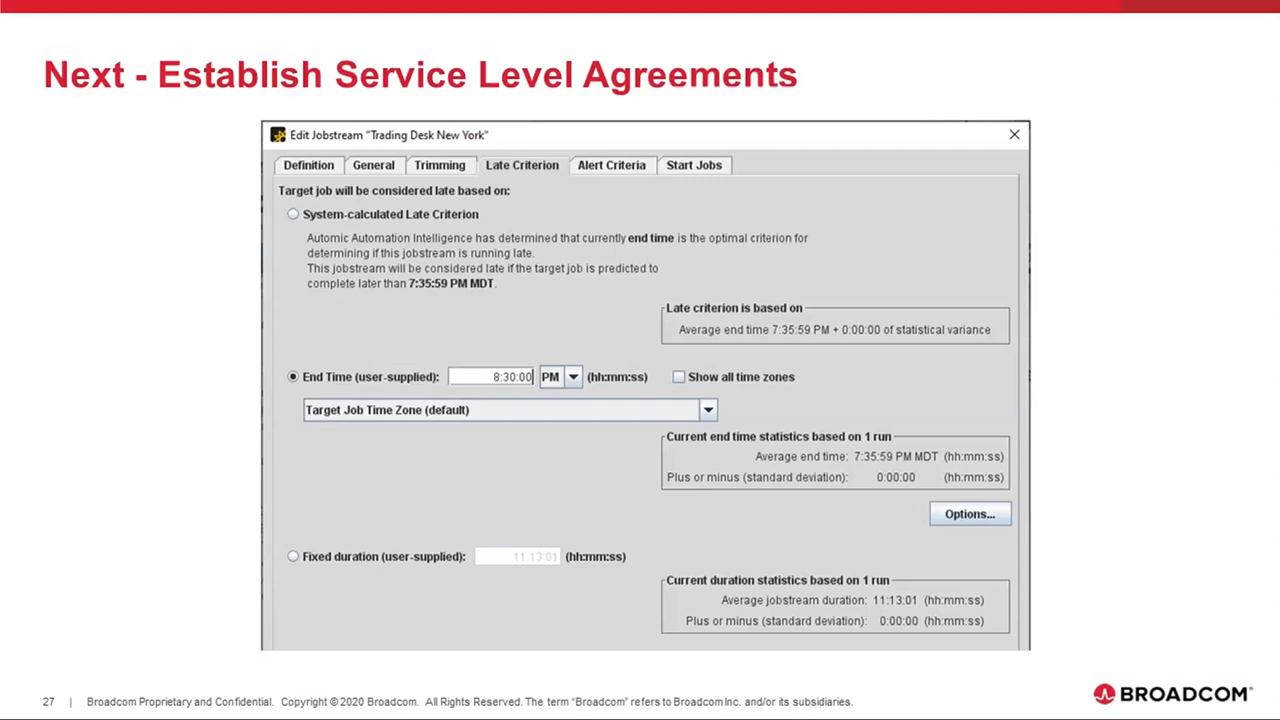 Next - Establish Service Level Agreements
Edit Jobstream "Trading Desk New York"
Definition General Trimming Late Criterion Alert Criteria Start Jobs
Target job will be considered late based on:
System-calculated Late Criterion
Automic Automation Intelligence has determined that currently end time is the optimal criterion for
determining if this jobstream is running late.
This jobstream will be considered late if the target job is predicted to
complete later than 7:35:59 PM MDT.
Late criterion is based on
Average end time 7:35:59 PM + 0:00:00 of statistical variance
End Time (user-supplied): 8:30:00 PM (hh:mm:ss) Show all time zones
Target Job Time Zone (default)
Current end time statistics based on 1 run
Average end time: 7:35:59 PM MDT (hh:mm:ss)
Plus or minus (standard deviation): 0:00:00 (hh:mm:ss)
Options...
Fixed duration (user-supplied): 11:13:01 (hh:mm:ss)
Current duration statistics based on 1 run
Average jobstream duration: 11:13:01 (hh:mm:ss)
Plus or minus (standard deviation): 0:00:00 (hh:mm:ss)
27 | Broadcom Proprietary and Confidential. Copyright © 2020 Broadcom. All Rights Reserved. The term “Broadcom” refers to Broadcom Inc. and/or its subsidiaries.
BROADCOM®